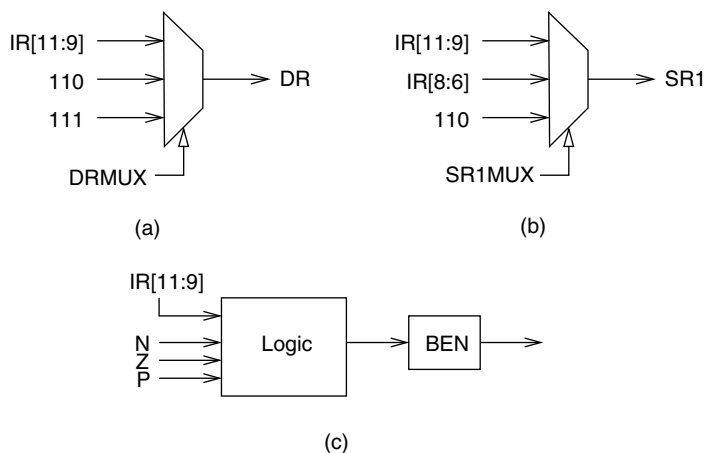 IR[11:9]
110
111
DR
DRMUX
(a)
IR[11:9]
IR[8:6]
110
SR1
SR1MUX
(b)
IR[11:9]
N
Z
P
Logic
BEN
(c)